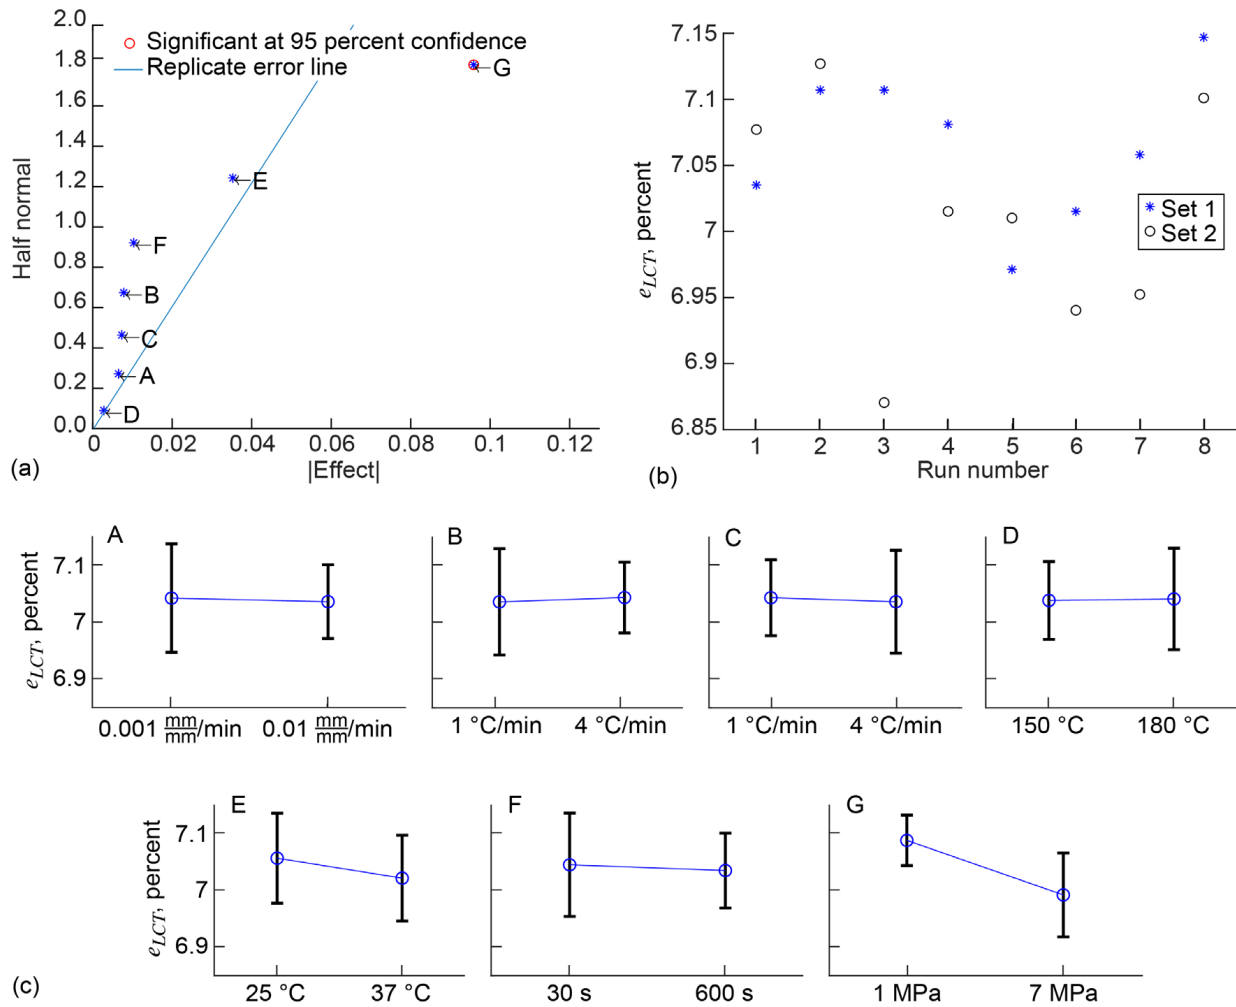 (a)
Half normal
2.0
1.8
1.6
1.4
1.2
1.0
0.8
0.6
0.4
0.2
0.0
Significant at 95 percent confidence
Replicate error line
G
E
F
B
C
A
D
0 0.02 0.04 0.06 0.08 0.1 0.12
|Effect|
(b)
e_LCT, percent
7.15
7.1
7.05
7
6.95
6.9
6.85
Set 1
Set 2
1 2 3 4 5 6 7 8
Run number
(c)
A
e_LCT, percent
7.1
7
6.9
0.001 mm/mm/min 0.01 mm/mm/min
B
1 °C/min 4 °C/min
C
1 °C/min 4 °C/min
D
150 °C 180 °C
E
e_LCT, percent
7.1
7
6.9
25 °C 37 °C
F
30 s 600 s
G
1 MPa 7 MPa